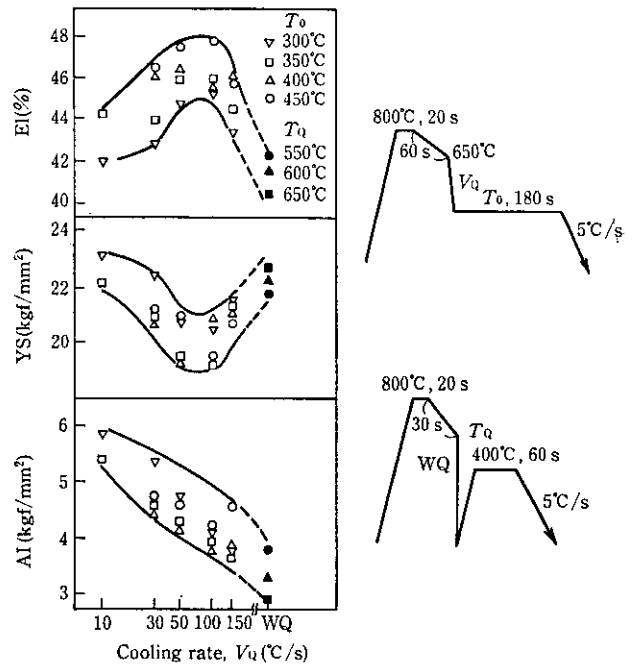 El(%)
48
46
44
42
40
T₀
▽ 300℃
□ 350℃
△ 400℃
○ 450℃
T_Q
● 550℃
▲ 600℃
■ 650℃
YS(kgf/mm²)
24
22
20
AI(kgf/mm²)
6
5
4
3
10 30 50 100 150 WQ
Cooling rate, V_Q (℃/s)
800℃, 20 s
60 s
650℃
V_Q
T₀, 180 s
5℃/s
800℃, 20 s
30 s
T_Q
WQ
400℃, 60 s
5℃/s